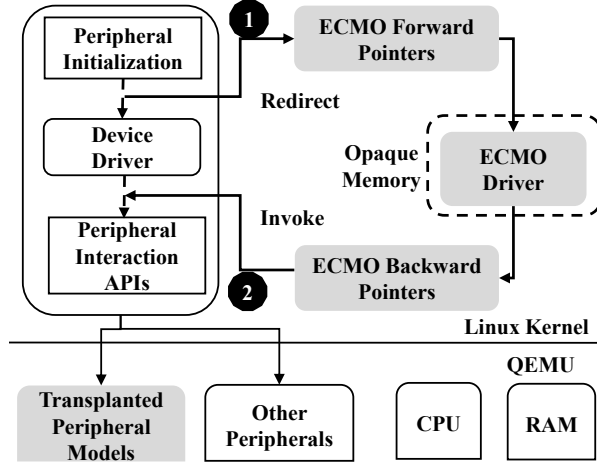 1
Peripheral
Initialization
ECMO Forward
Pointers
Redirect
Device
Driver
Opaque
Memory
ECMO
Driver
Invoke
Peripheral
Interaction
APIs
2
ECMO Backward
Pointers
Linux Kernel
QEMU
Transplanted
Peripheral
Models
Other
Peripherals
CPU
RAM